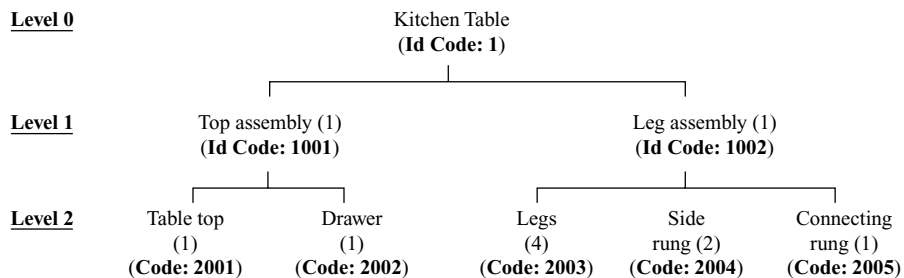 Level 0
Kitchen Table
(Id Code: 1)
Level 1
Top assembly (1)
(Id Code: 1001)
Leg assembly (1)
(Id Code: 1002)
Level 2
Table top
(1)
(Code: 2001)
Drawer
(1)
(Code: 2002)
Legs
(4)
(Code: 2003)
Side
rung (2)
(Code: 2004)
Connecting
rung (1)
(Code: 2005)